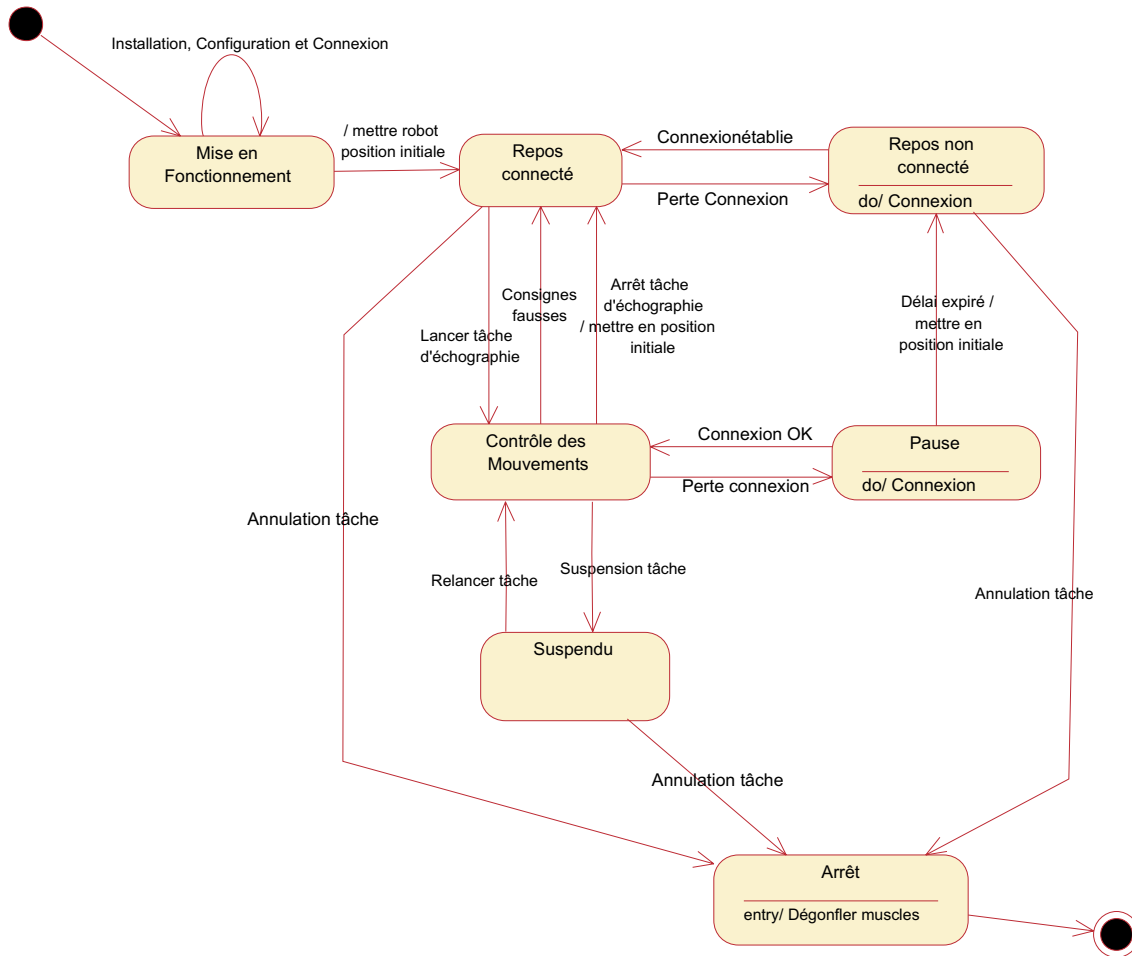 Installation, Configuration et Connexion
Mise en
Fonctionnement
/ mettre robot
position initiale
Repos
connecté
Connexionétablie
Perte Connexion
Repos non
connecté
do/ Connexion
Lancer tâche
d'échographie
Consignes
fausses
Arrêt tâche
d'échographie
/ mettre en position
initiale
Délai expiré /
mettre en
position initiale
Contrôle des
Mouvements
Connexion OK
Perte connexion
Pause
do/ Connexion
Annulation tâche
Relancer tâche
Suspension tâche
Annulation tâche
Suspendu
Annulation tâche
Arrêt
entry/ Dégonfler muscles